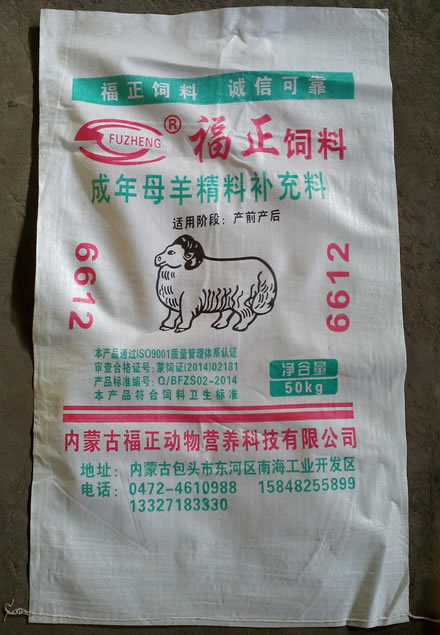 福正饲料 诚信可靠
FUZHENG ® 福正饲料
成年母羊精料补充料
适用阶段：产前产后
6612
6612
本产品通过ISO9001质量管理体系认证
审查合格证号：蒙饲证(2014)02181
产品标准编号：Q/BFZS02-2014
本产品符合饲料卫生标准
净含量
50kg
内蒙古福正动物营养科技有限公司
地址：内蒙古包头市东河区南海工业开发区
电话：0472-4610988 15848255899
13327183330